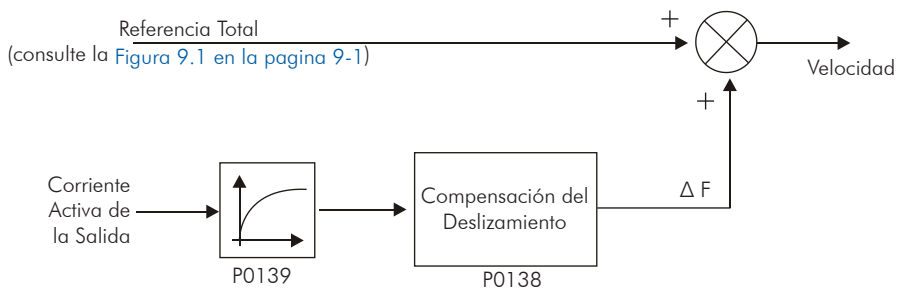 Referencia Total
(consulte la Figura 9.1 en la pagina 9-1)
+
Velocidad
+
Corriente
Activa de
la Salida
P0139
Compensación del
Deslizamiento
P0138
Δ F